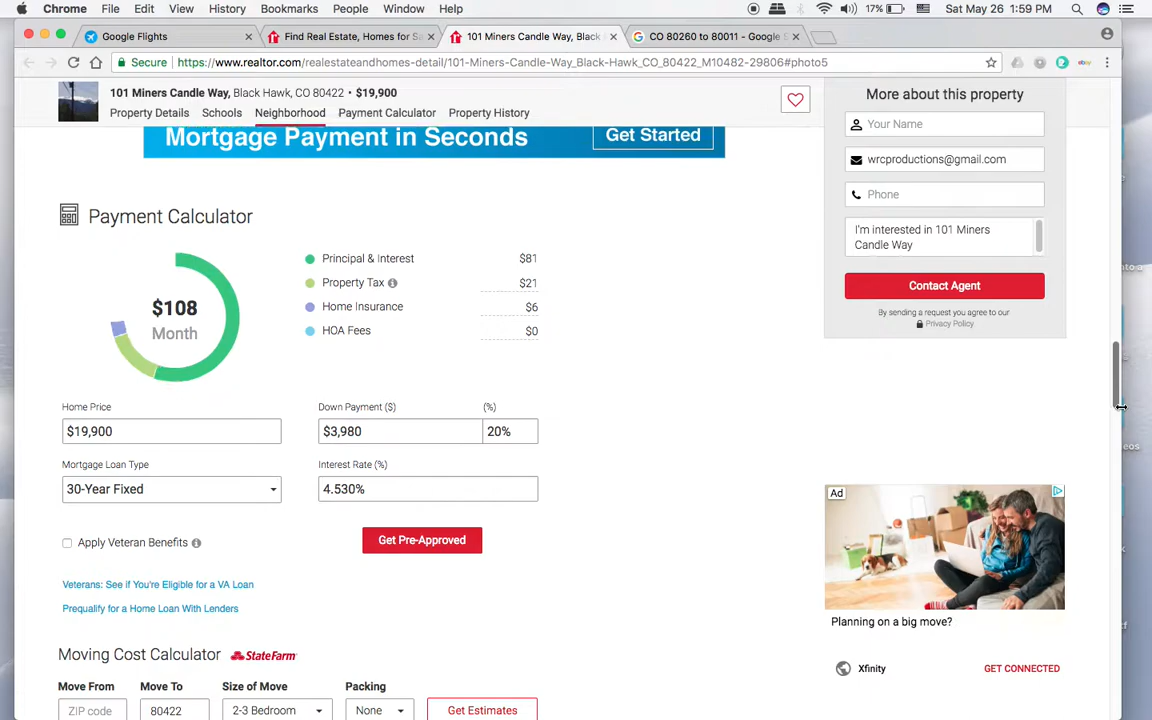 Chrome File Edit View History Bookmarks People Window Help 17% Sat May 26 1:59 PM
Google Flights
Find Real Estate, Homes for Sa
101 Miners Candle Way, Black
CO 80260 to 80011 - Google S
Secure https://www.realtor.com/realestateandhomes-detail/101-Miners-Candle-Way_Black-Hawk_CO_80422_M10482-29806#photo5
101 Miners Candle Way, Black Hawk, CO 80422 • $19,900
Property Details Schools Neighborhood Payment Calculator Property History
Mortgage Payment in Seconds
Get Started
More about this property
Your Name
wrcproductions@gmail.com
Phone
I'm interested in 101 Miners
Candle Way
Contact Agent
By sending a request you agree to our
Privacy Policy
Payment Calculator
$108
Month
Principal & Interest $81
Property Tax $21
Home Insurance $6
HOA Fees $0
Home Price
$19,900
Down Payment ($) (%)
$3,980 20%
Mortgage Loan Type
30-Year Fixed
Interest Rate (%)
4.530%
Apply Veteran Benefits
Get Pre-Approved
Veterans: See if You're Eligible for a VA Loan
Prequalify for a Home Loan With Lenders
Moving Cost Calculator StateFarm
Move From Move To Size of Move Packing
ZIP code 80422 2-3 Bedroom None Get Estimates
Ad
Planning on a big move?
Xfinity GET CONNECTED